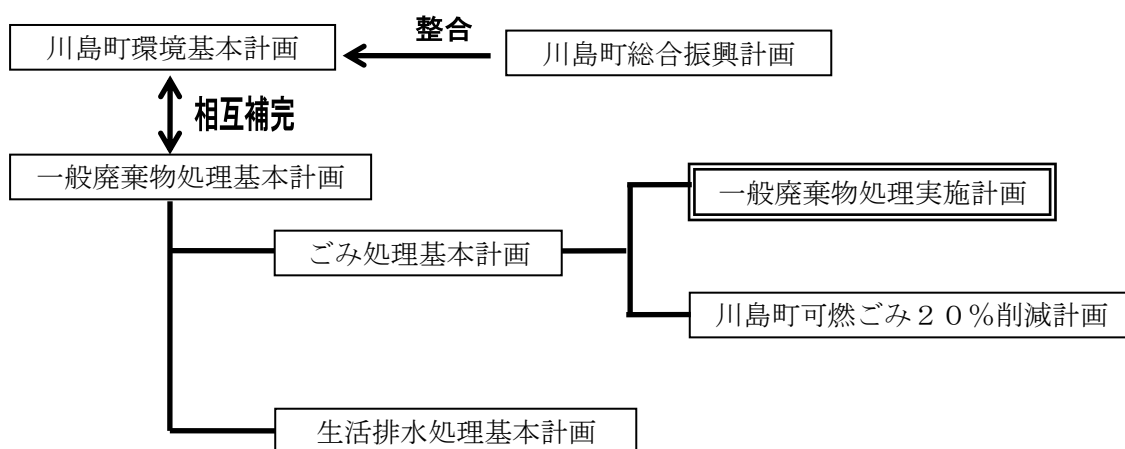 整合
川島町環境基本計画
川島町総合振興計画
相互補完
一般廃棄物処理基本計画
一般廃棄物処理実施計画
ごみ処理基本計画
川島町可燃ごみ２０％削減計画
生活排水処理基本計画